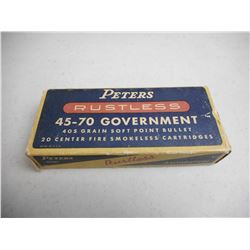 PETERS
RUSTLESS
45-70 GOVERNMENT
405 GRAIN SOFT POINT BULLET
20 CENTER FIRE SMOKELESS CARTRIDGES
Rustless